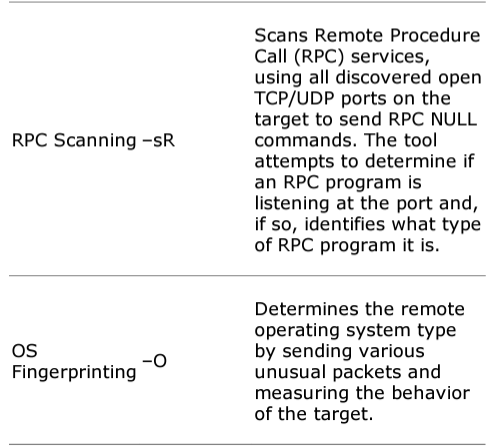 Scans Remote Procedure
Call (RPC) services,
using all discovered open
TCP/UDP ports on the
target to send RPC NULL
RPC Scanning –sR
commands. The tool
attempts to determine if
an RPC program is
listening at the port and,
if so, identifies what type
of RPC program it is.
OS
Fingerprinting –O
Determines the remote
operating system type
by sending various
unusual packets and
measuring the behavior
of the target.